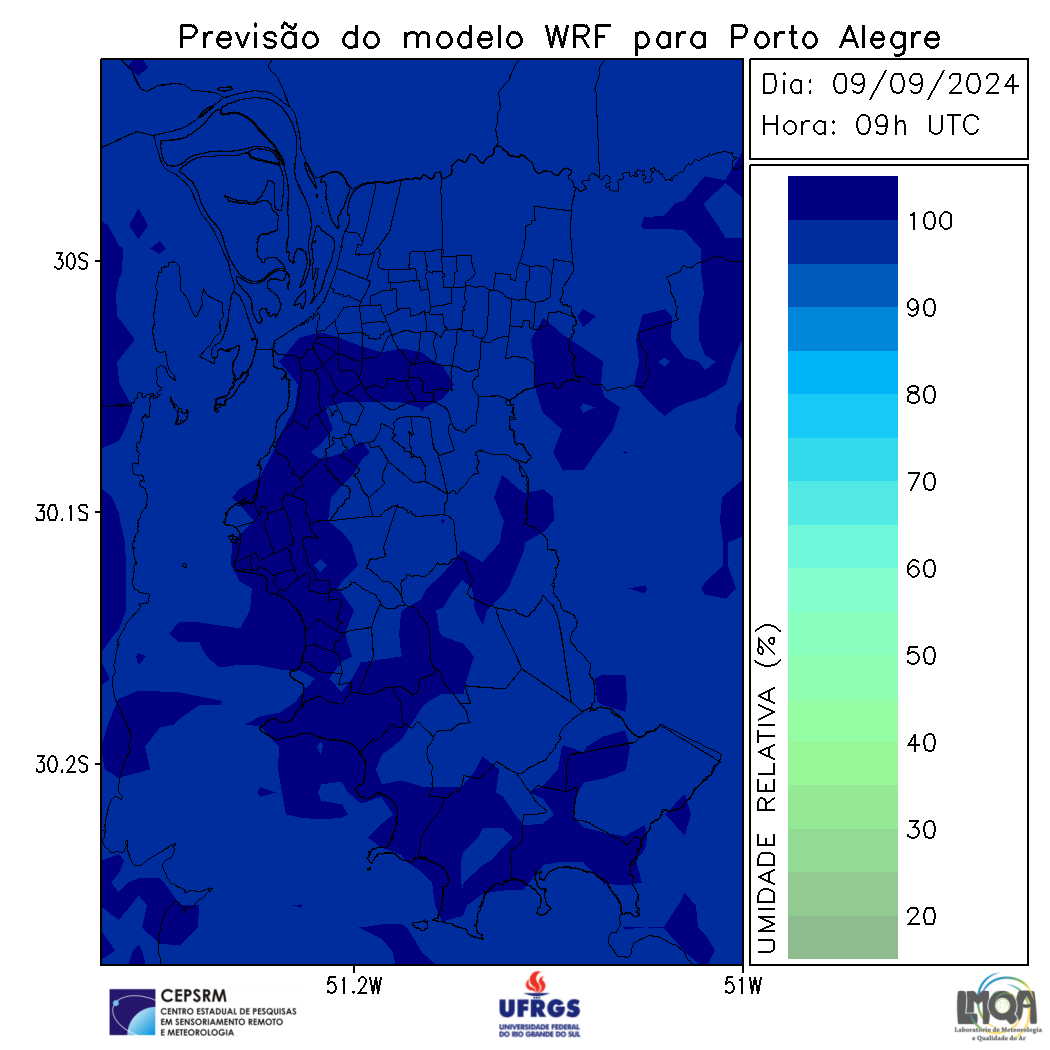 Previsão do modelo WRF para Porto Alegre
Dia: 09/09/2024
Hora: 09h UTC
30S
30.1S
30.2S
51.2W
51W
UMIDADE RELATIVA (%)
100
90
80
70
60
50
40
30
20
CEPSRM
CENTRO ESTADUAL DE PESQUISAS
EM SENSORIAMENTO REMOTO
E METEOROLOGIA
UFRGS
UNIVERSIDADE FEDERAL
DO RIO GRANDE DO SUL
LMQA
Laboratório de Meteorologia
e Qualidade do Ar